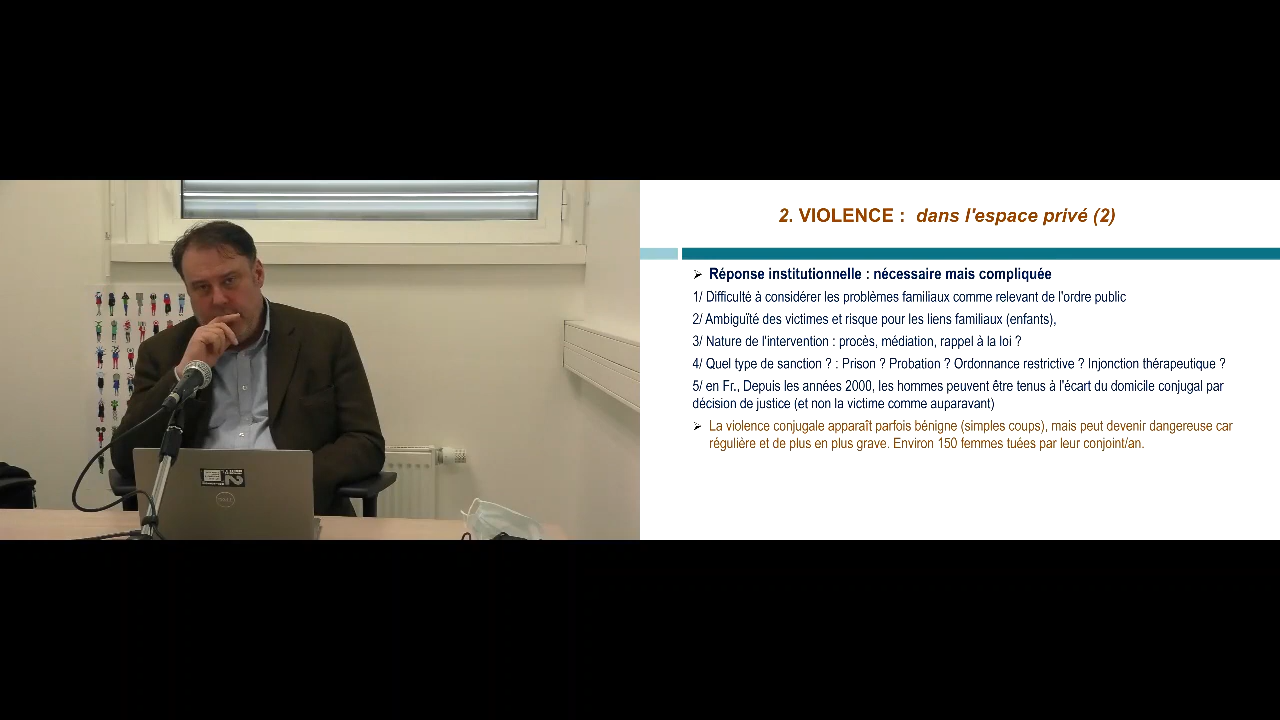 2. VIOLENCE : dans l'espace privé (2)
➢ Réponse institutionnelle : nécessaire mais compliquée
1/ Difficulté à considérer les problèmes familiaux comme relevant de l'ordre public
2/ Ambiguïté des victimes et risque pour les liens familiaux (enfants),
3/ Nature de l'intervention : procès, médiation, rappel à la loi ?
4/ Quel type de sanction ? : Prison ? Probation ? Ordonnance restrictive ? Injonction thérapeutique ?
5/ en Fr., Depuis les années 2000, les hommes peuvent être tenus à l'écart du domicile conjugal par
décision de justice (et non la victime comme auparavant)
➢ La violence conjugale apparaît parfois bénigne (simples coups), mais peut devenir dangereuse car
régulière et de plus en plus grave. Environ 150 femmes tuées par leur conjoint/an.
DELL